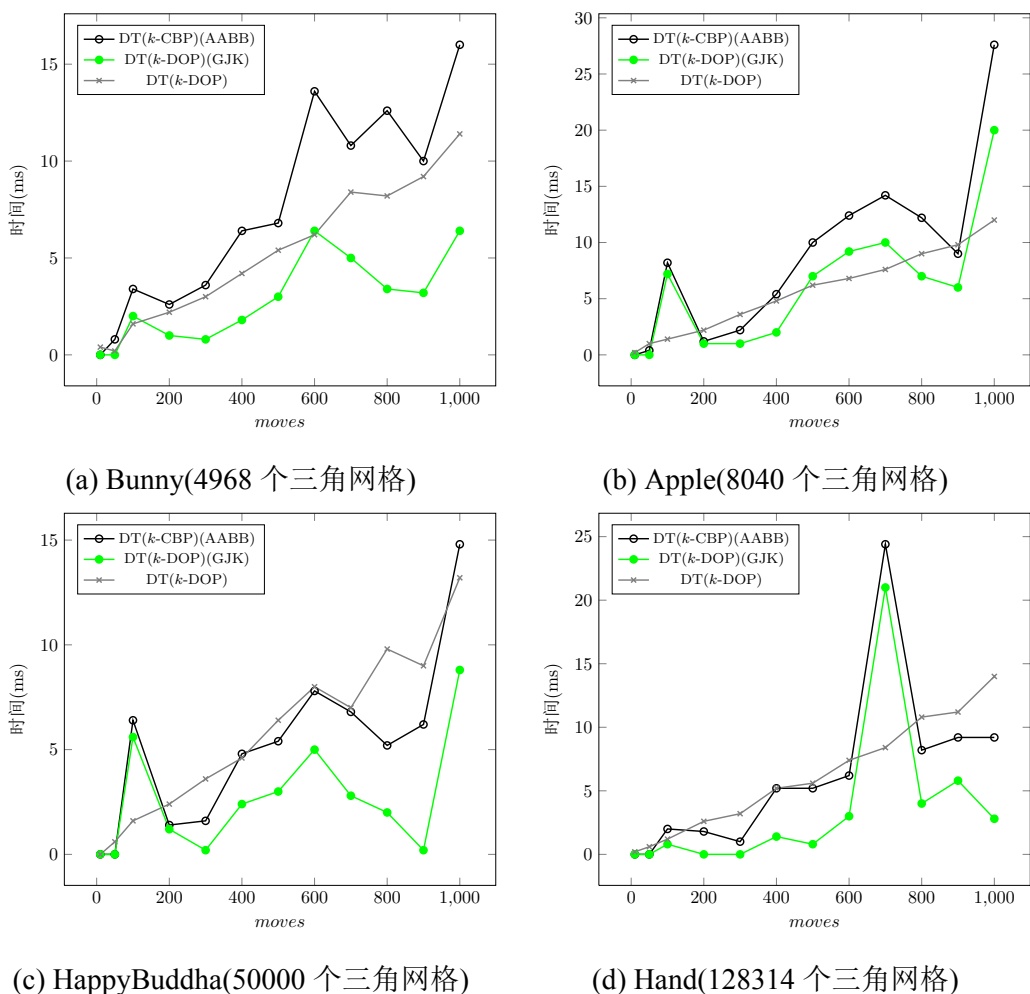 DT(k-CBP)(AABB)
DT(k-DOP)(GJK)
DT(k-DOP)
15
10
5
0
时间(ms)
0 200 400 600 800 1,000
moves
(a) Bunny(4968 个三角网格)
DT(k-CBP)(AABB)
DT(k-DOP)(GJK)
DT(k-DOP)
30
25
20
15
10
5
0
时间(ms)
0 200 400 600 800 1,000
moves
(b) Apple(8040 个三角网格)
DT(k-CBP)(AABB)
DT(k-DOP)(GJK)
DT(k-DOP)
15
10
5
0
时间(ms)
0 200 400 600 800 1,000
moves
(c) HappyBuddha(50000 个三角网格)
DT(k-CBP)(AABB)
DT(k-DOP)(GJK)
DT(k-DOP)
25
20
15
10
5
0
时间(ms)
0 200 400 600 800 1,000
moves
(d) Hand(128314 个三角网格)